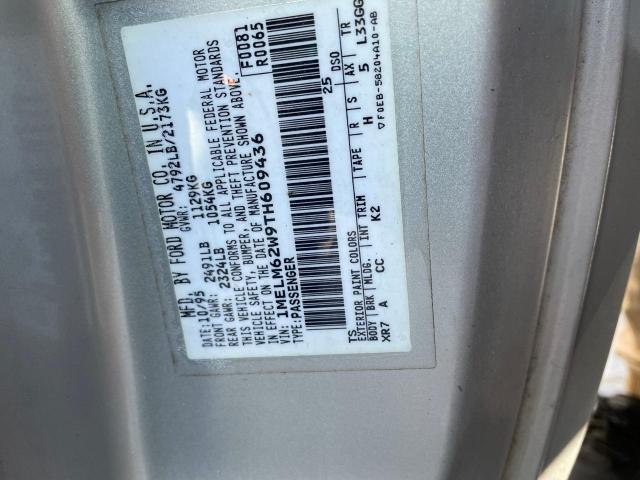 MFD. BY FORD MOTOR CO. IN U.S.A.
DATE: 10/95 GVWR: 4792LB/2173KG
FRONT GAWR: 2491LB 1129KG
REAR GAWR: 2324LB 1054KG
THIS VEHICLE CONFORMS TO ALL APPLICABLE FEDERAL MOTOR
VEHICLE SAFETY, BUMPER, AND THEFT PREVENTION STANDARDS
IN EFFECT ON THE DATE OF MANUFACTURE SHOWN ABOVE.
VIN: 1MELM62W9TH609436 F0081
TYPE: PASSENGER R0065
25
TS DSO
EXTERIOR PAINT COLORS
BODY BRK MLDG. INT TRIM TAPE R S AX TR
XR7 A CC K2 H 5 L33GG
▽F0EB-58204A10-AB